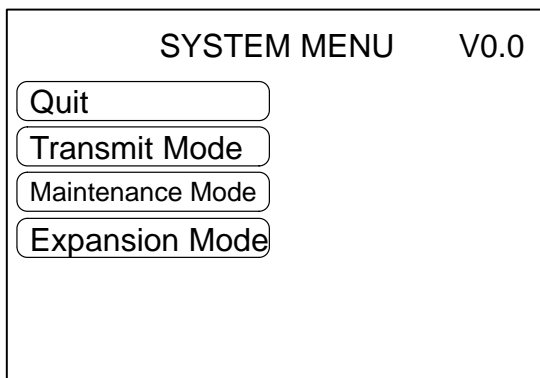 SYSTEM MENU V0.0
Quit
Transmit Mode
Maintenance Mode
Expansion Mode